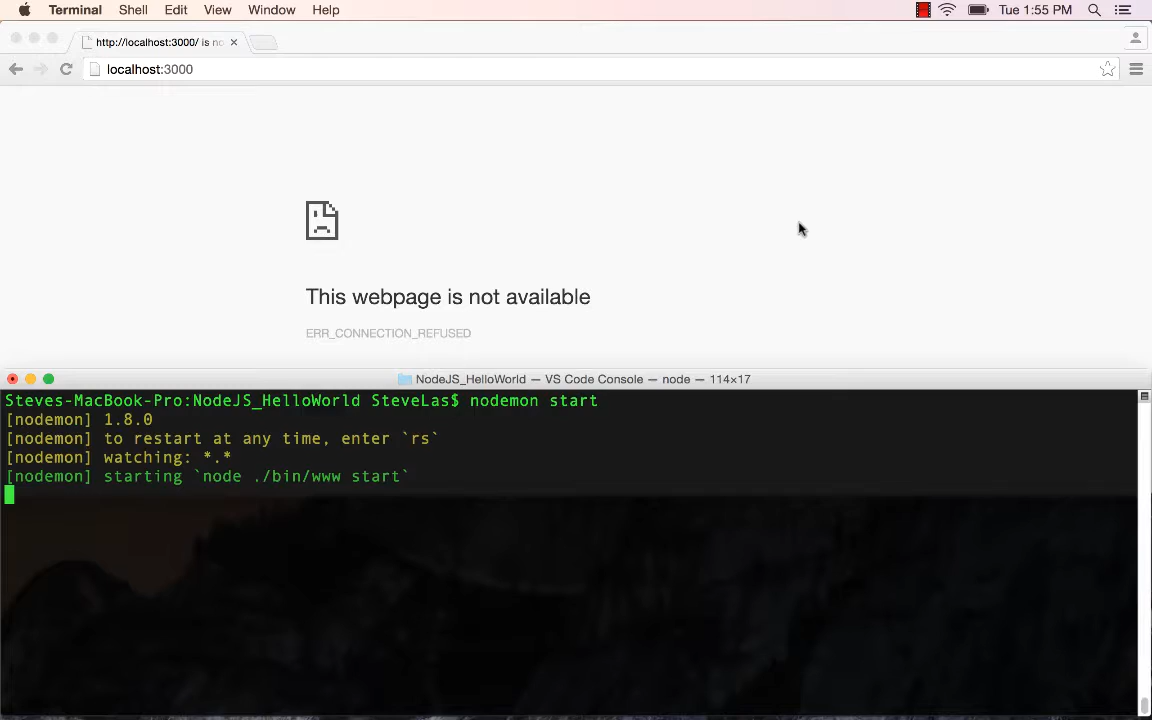 Terminal Shell Edit View Window Help Tue 1:55 PM
http://localhost:3000/ is no
localhost:3000
This webpage is not available
ERR_CONNECTION_REFUSED
NodeJS_HelloWorld — VS Code Console — node — 114×17
Steves-MacBook-Pro:NodeJS_HelloWorld SteveLas$ nodemon start
[nodemon] 1.8.0
[nodemon] to restart at any time, enter `rs`
[nodemon] watching: *.*
[nodemon] starting `node ./bin/www start`